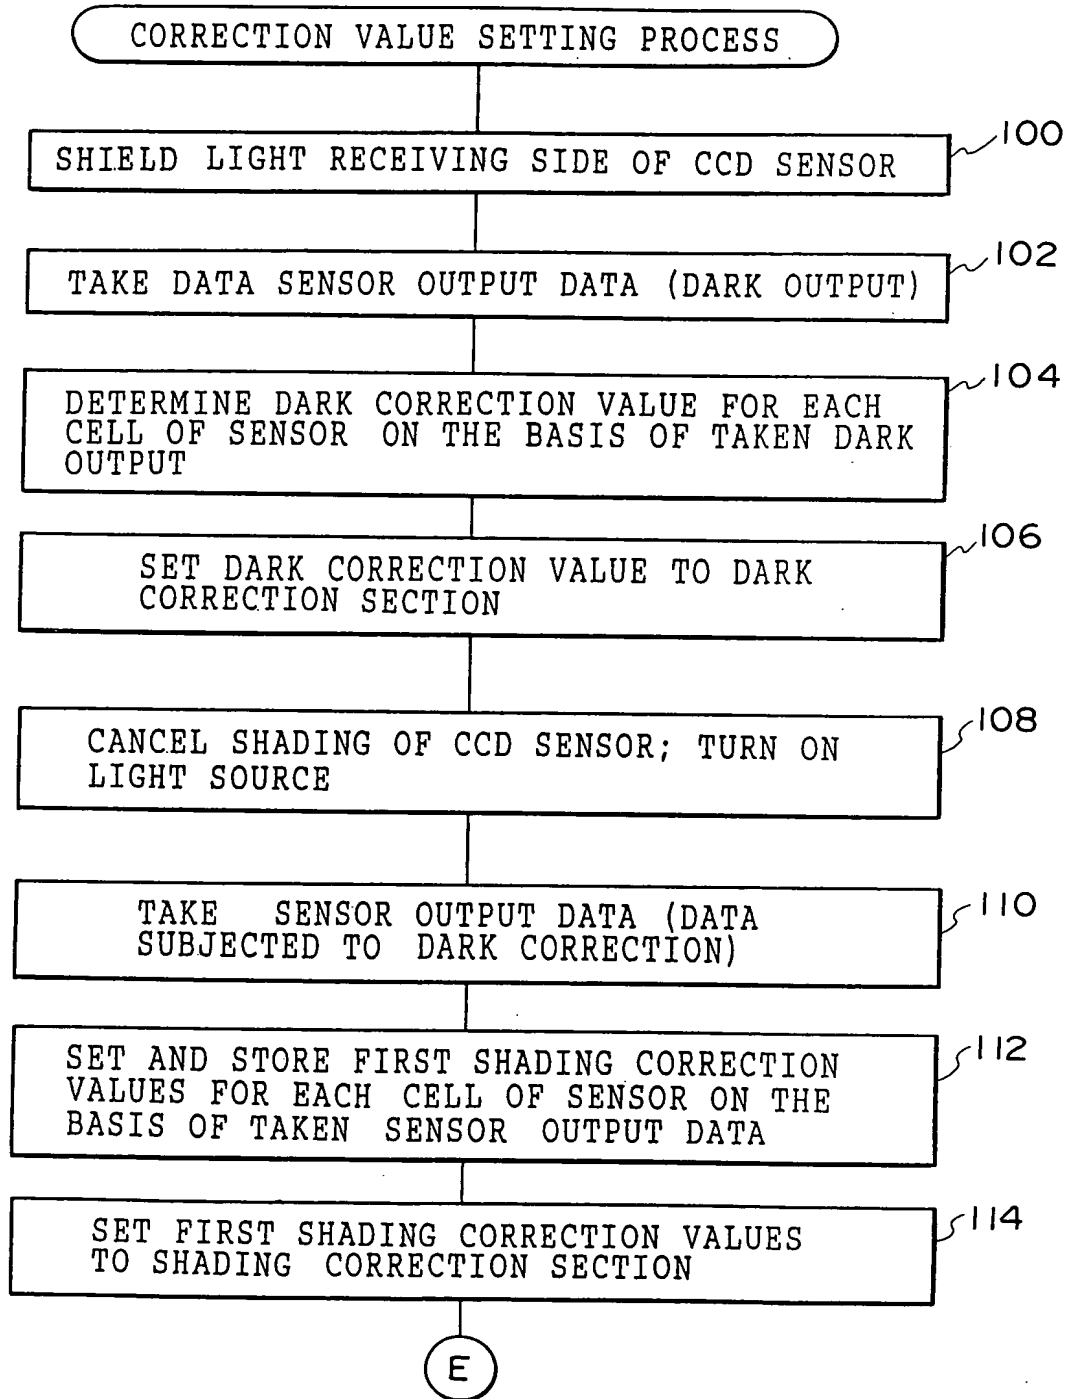 CORRECTION VALUE SETTING PROCESS
100
SHIELD LIGHT RECEIVING SIDE OF CCD SENSOR
102
TAKE DATA SENSOR OUTPUT DATA (DARK OUTPUT)
104
DETERMINE DARK CORRECTION VALUE FOR EACH
CELL OF SENSOR ON THE BASIS OF TAKEN DARK
OUTPUT
106
SET DARK CORRECTION VALUE TO DARK
CORRECTION SECTION
108
CANCEL SHADING OF CCD SENSOR; TURN ON
LIGHT SOURCE
110
TAKE SENSOR OUTPUT DATA (DATA
SUBJECTED TO DARK CORRECTION)
112
SET AND STORE FIRST SHADING CORRECTION
VALUES FOR EACH CELL OF SENSOR ON THE
BASIS OF TAKEN SENSOR OUTPUT DATA
114
SET FIRST SHADING CORRECTION VALUES
TO SHADING CORRECTION SECTION
E